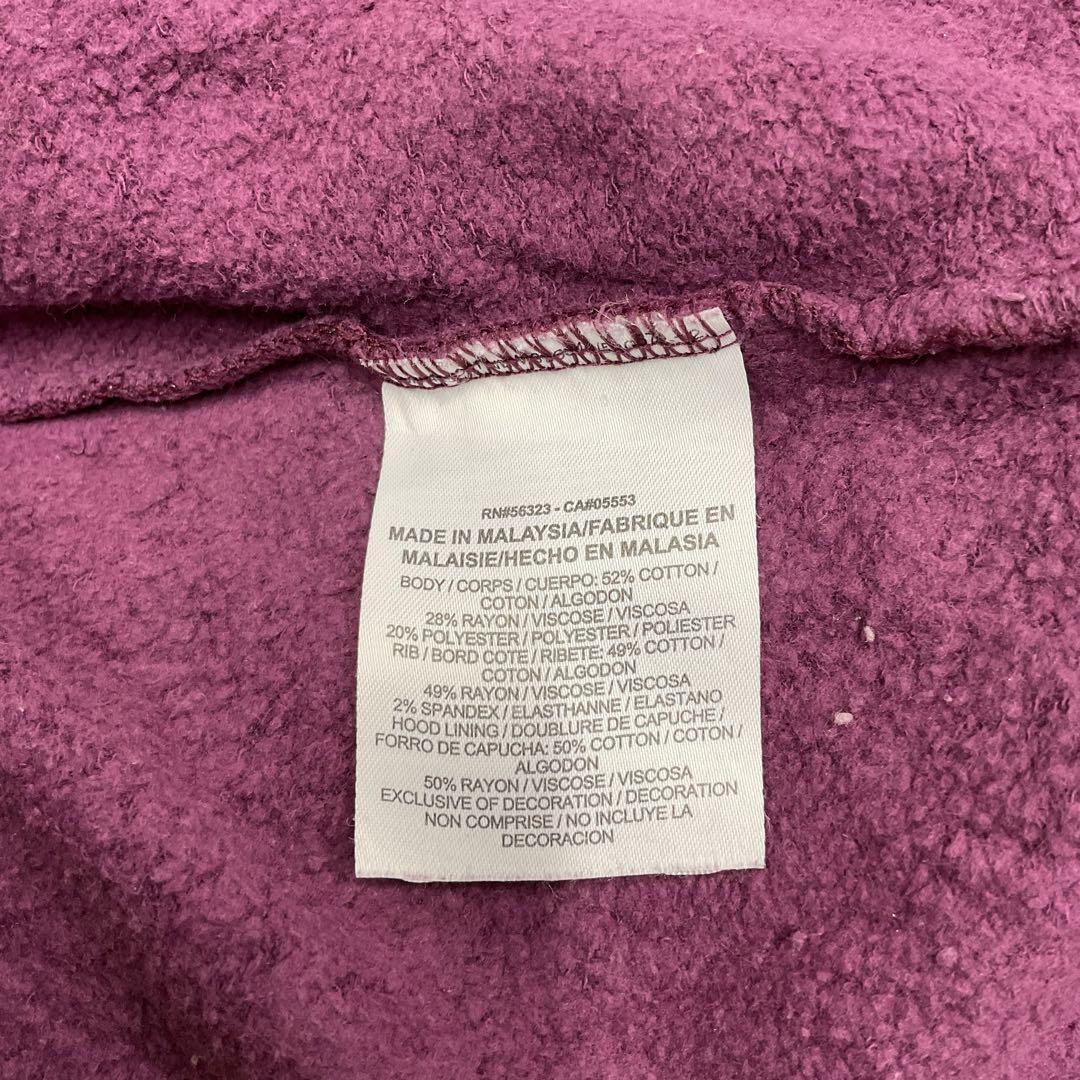 RN#56323 - CA#05553
MADE IN MALAYSIA/FABRIQUE EN
MALAISIE/HECHO EN MALASIA
BODY / CORPS / CUERPO: 52% COTTON /
COTON / ALGODON
28% RAYON / VISCOSE / VISCOSA
20% POLYESTER / POLYESTER / POLIESTER
RIB / BORD COTE / RIBETE: 49% COTTON /
COTON / ALGODON
49% RAYON / VISCOSE / VISCOSA
2% SPANDEX / ELASTHANNE / ELASTANO
HOOD LINING / DOUBLURE DE CAPUCHE /
FORRO DE CAPUCHA: 50% COTTON / COTON /
ALGODON
50% RAYON / VISCOSE / VISCOSA
EXCLUSIVE OF DECORATION / DECORATION
NON COMPRISE / NO INCLUYE LA
DECORACION